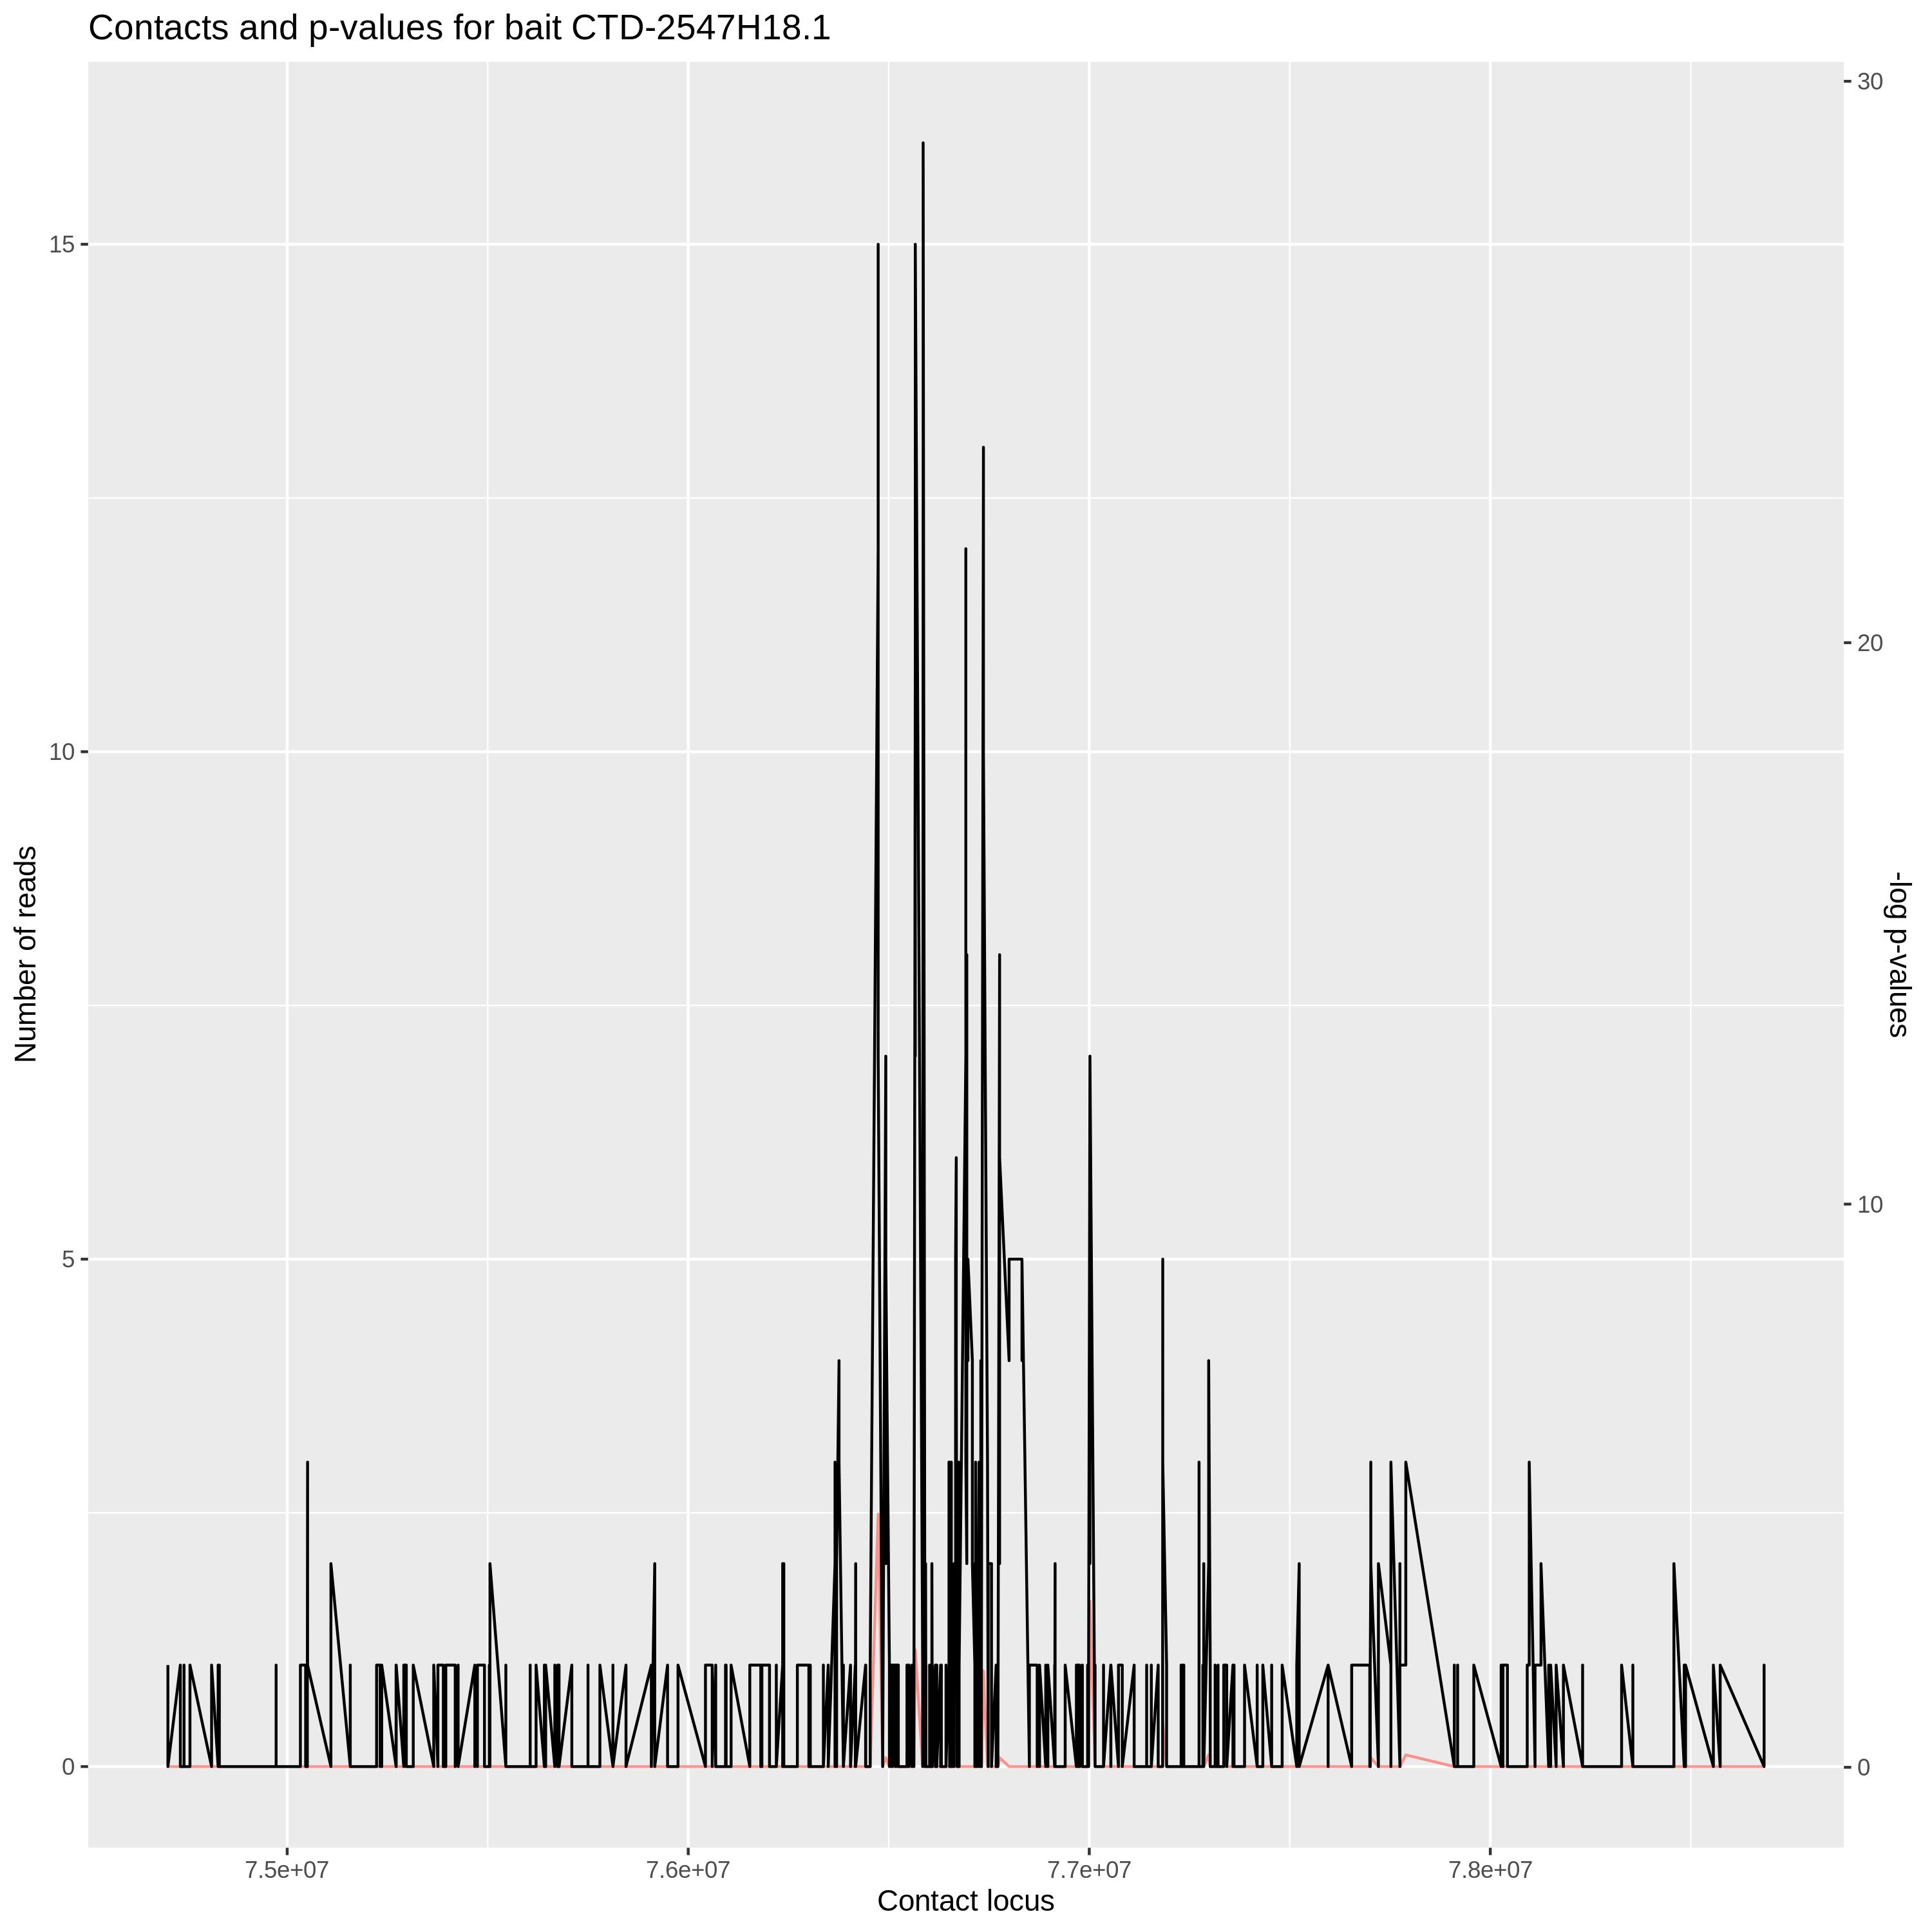 Contacts and p-values for bait CTD-2547H18.1
30
15
20
10
Number of reads
-log p-values
10
5
0
0
7.5e+07
7.6e+07
7.7e+07
7.8e+07
Contact locus